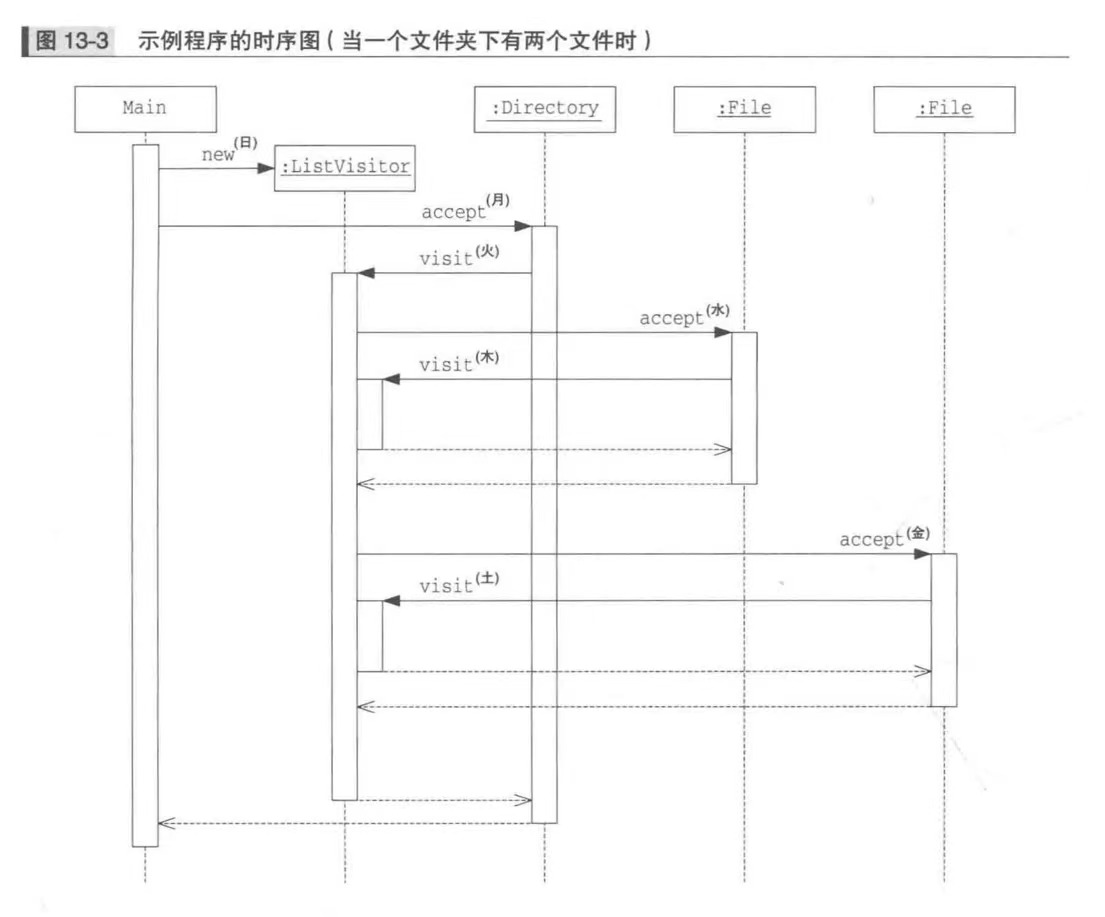 图 13-3 示例程序的时序图(当一个文件夹下有两个文件时)
Main
:Directory
:File
:File
new(日)
:ListVisitor
accept(月)
visit(火)
accept(水)
visit(木)
accept(金)
visit(土)